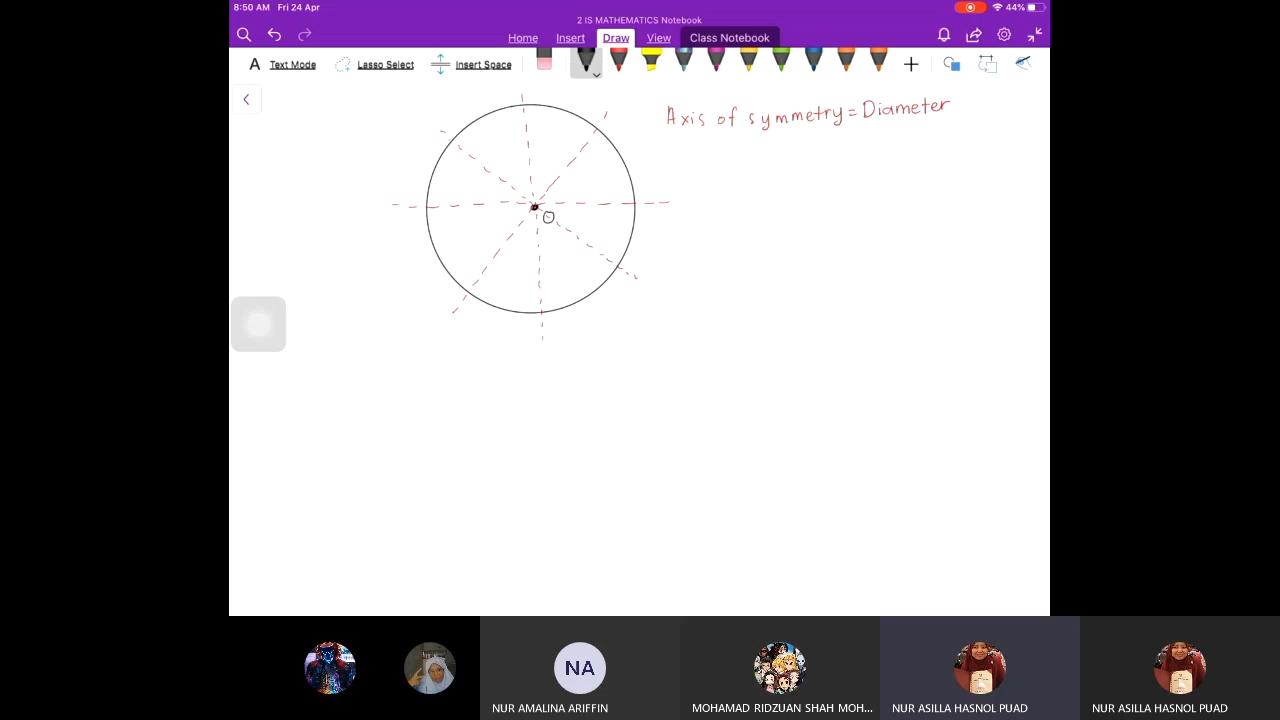 8:50 AM Fri 24 Apr
44%
2 IS MATHEMATICS Notebook
Home Insert Draw View Class Notebook
A Text Mode Lasso Select Insert Space
Axis of symmetry = Diameter
O
NA
NUR AMALINA ARIFFIN
MOHAMAD RIDZUAN SHAH MOH...
NUR ASILLA HASNOL PUAD
NUR ASILLA HASNOL PUAD